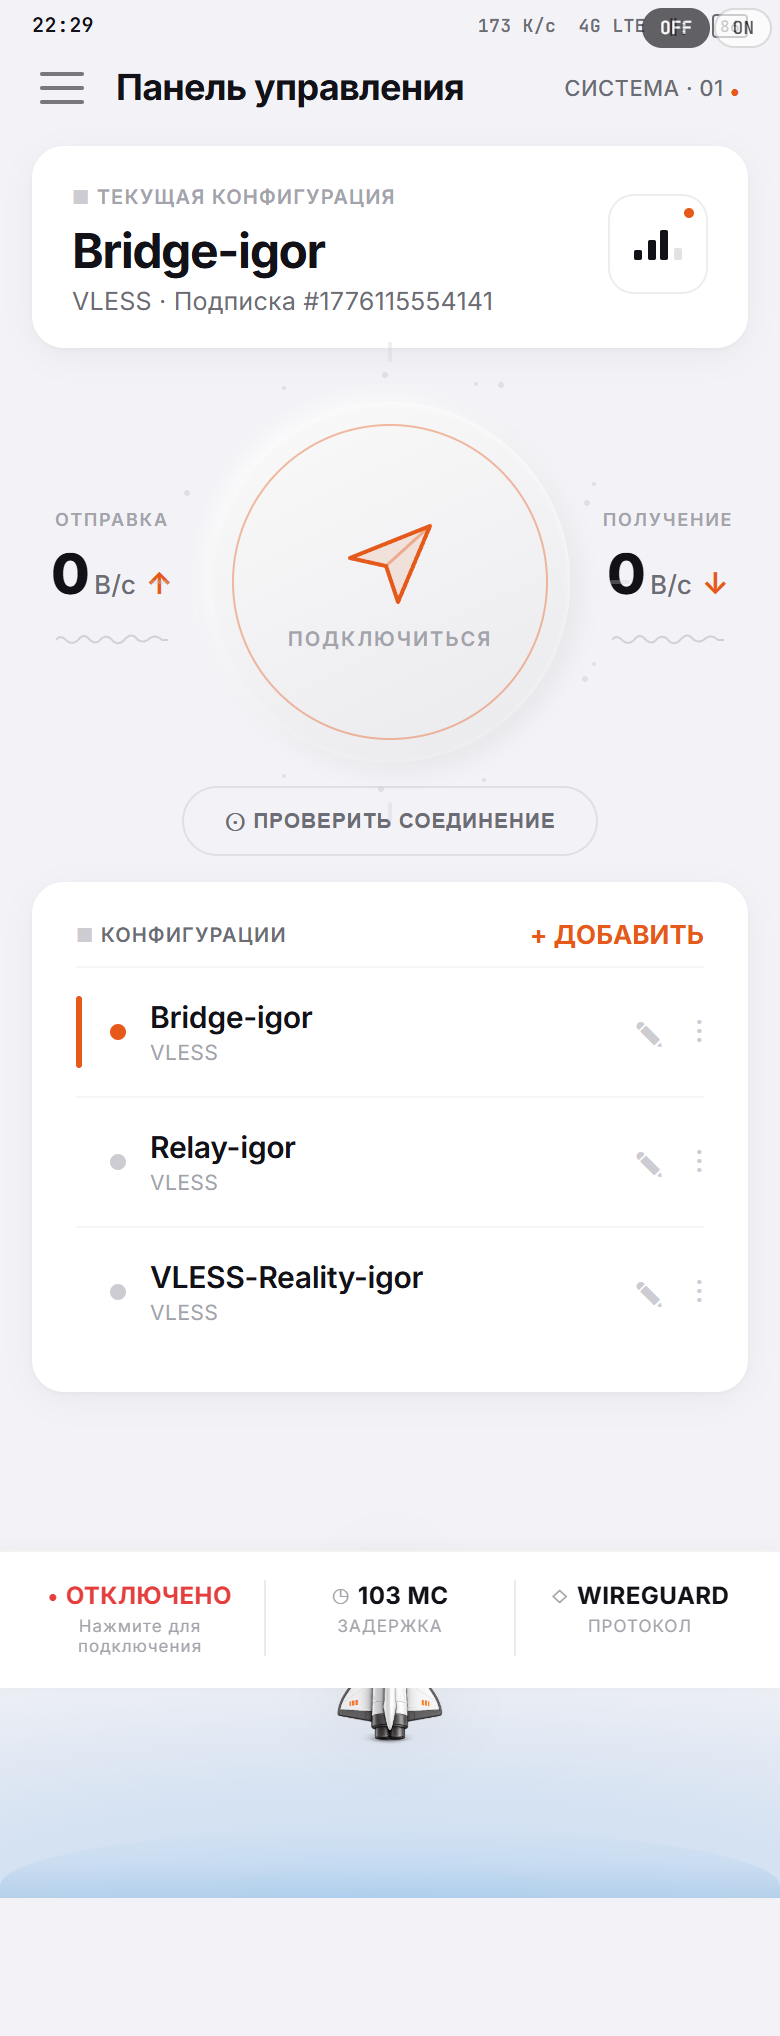 22:29
173 K/c 4G LTE OFF ON
Панель управления
СИСТЕМА · 01
ТЕКУЩАЯ КОНФИГУРАЦИЯ
Bridge-igor
VLESS · Подписка #1776115554141
ОТПРАВКА
0 B/c ↑
ПОЛУЧЕНИЕ
0 B/c ↓
ПОДКЛЮЧИТЬСЯ
ПРОВЕРИТЬ СОЕДИНЕНИЕ
КОНФИГУРАЦИИ
+ ДОБАВИТЬ
Bridge-igor
VLESS
Relay-igor
VLESS
VLESS-Reality-igor
VLESS
• ОТКЛЮЧЕНО
Нажмите для
подключения
103 МС
ЗАДЕРЖКА
WIREGUARD
ПРОТОКОЛ